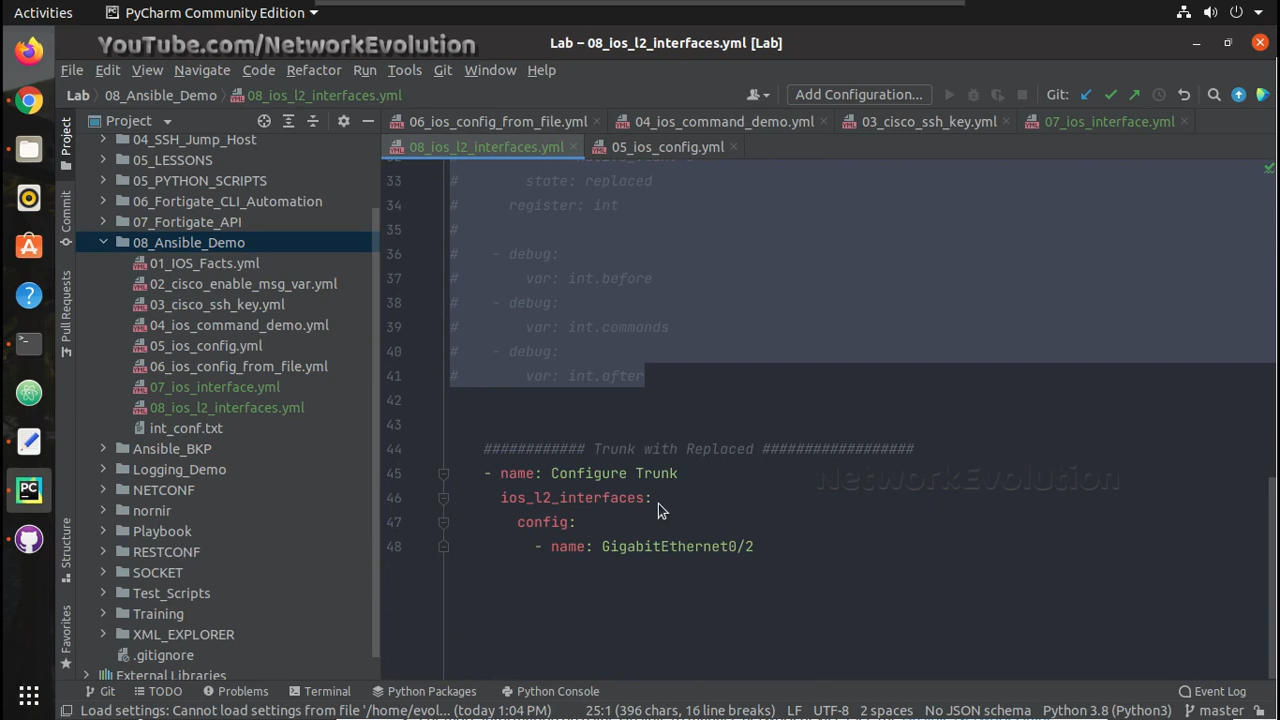 Activities PyCharm Community Edition
YouTube.com/NetworkEvolution
Lab – 08_ios_l2_interfaces.yml [Lab]
File Edit View Navigate Code Refactor Run Tools Git Window Help
Lab 08_Ansible_Demo 08_ios_l2_interfaces.yml Add Configuration... Git:
Project 06_ios_config_from_file.yml 04_ios_command_demo.yml 03_cisco_ssh_key.yml 07_ios_interface.yml
08_ios_l2_interfaces.yml 05_ios_config.yml
Project
Commit
Pull Requests
Structure
Favorites
04_SSH_Jump_Host
05_LESSONS
05_PYTHON_SCRIPTS
06_Fortigate_CLI_Automation
07_Fortigate_API
08_Ansible_Demo
01_IOS_Facts.yml
02_cisco_enable_msg_var.yml
03_cisco_ssh_key.yml
04_ios_command_demo.yml
05_ios_config.yml
06_ios_config_from_file.yml
07_ios_interface.yml
08_ios_l2_interfaces.yml
int_conf.txt
Ansible_BKP
Logging_Demo
NETCONF
nornir
Playbook
RESTCONF
SOCKET
Test_Scripts
Training
XML_EXPLORER
.gitignore
External Libraries
33 # state: replaced
34 # register: int
35 #
36 # - debug:
37 # var: int.before
38 # - debug:
39 # var: int.commands
40 # - debug:
41 # var: int.after
42
43
44 ############ Trunk with Replaced ##################
45 - name: Configure Trunk
46 ios_l2_interfaces:
47 config:
48 - name: GigabitEthernet0/2
NetworkEvolution
Git TODO Problems Terminal Python Packages Python Console Event Log
Load settings: Cannot load settings from file '/home/evol... (today 1:04 PM) 25:1 (396 chars, 16 line breaks) LF UTF-8 2 spaces No JSON schema Python 3.8 (Python3) master